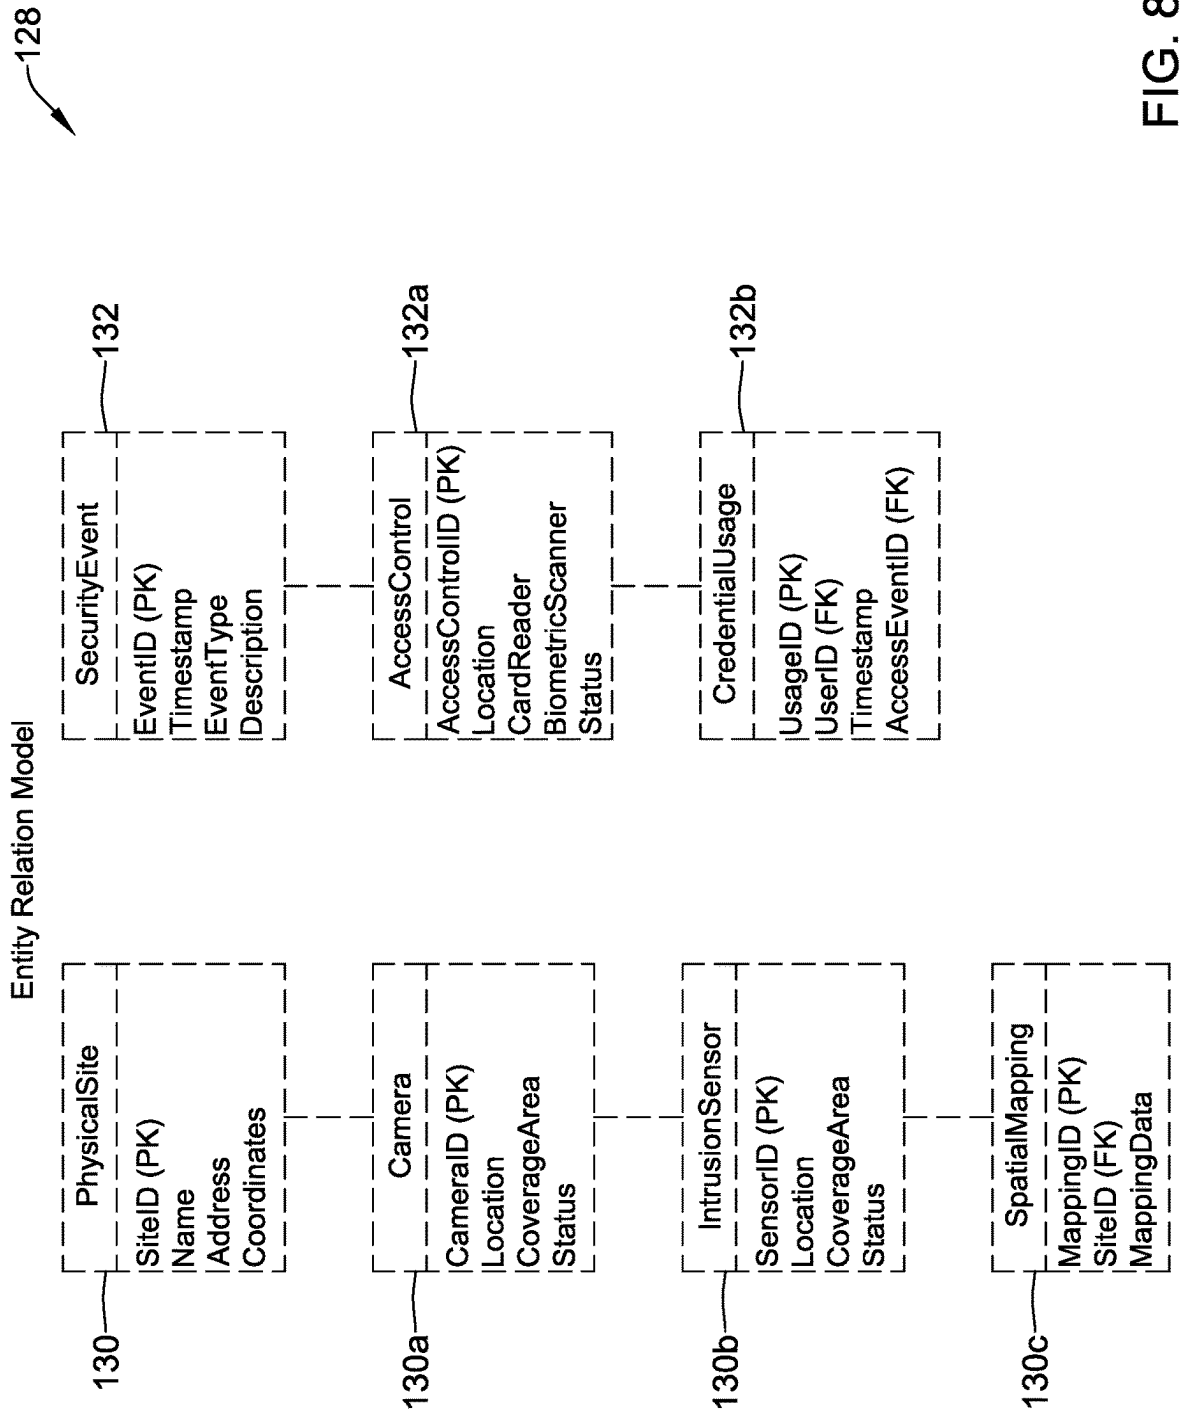 Entity Relation Model
128
130
PhysicalSite
SiteID (PK)
Name
Address
Coordinates
130a
Camera
CameraID (PK)
Location
CoverageArea
Status
130b
IntrusionSensor
SensorID (PK)
Location
CoverageArea
Status
130c
SpatialMapping
MappingID (PK)
SiteID (FK)
MappingData
132
SecurityEvent
EventID (PK)
Timestamp
EventType
Description
132a
AccessControl
AccessControlID (PK)
Location
CardReader
BiometricScanner
Status
132b
CredentialUsage
UsageID (PK)
UserID (FK)
Timestamp
AccessEventID (FK)
FIG. 8